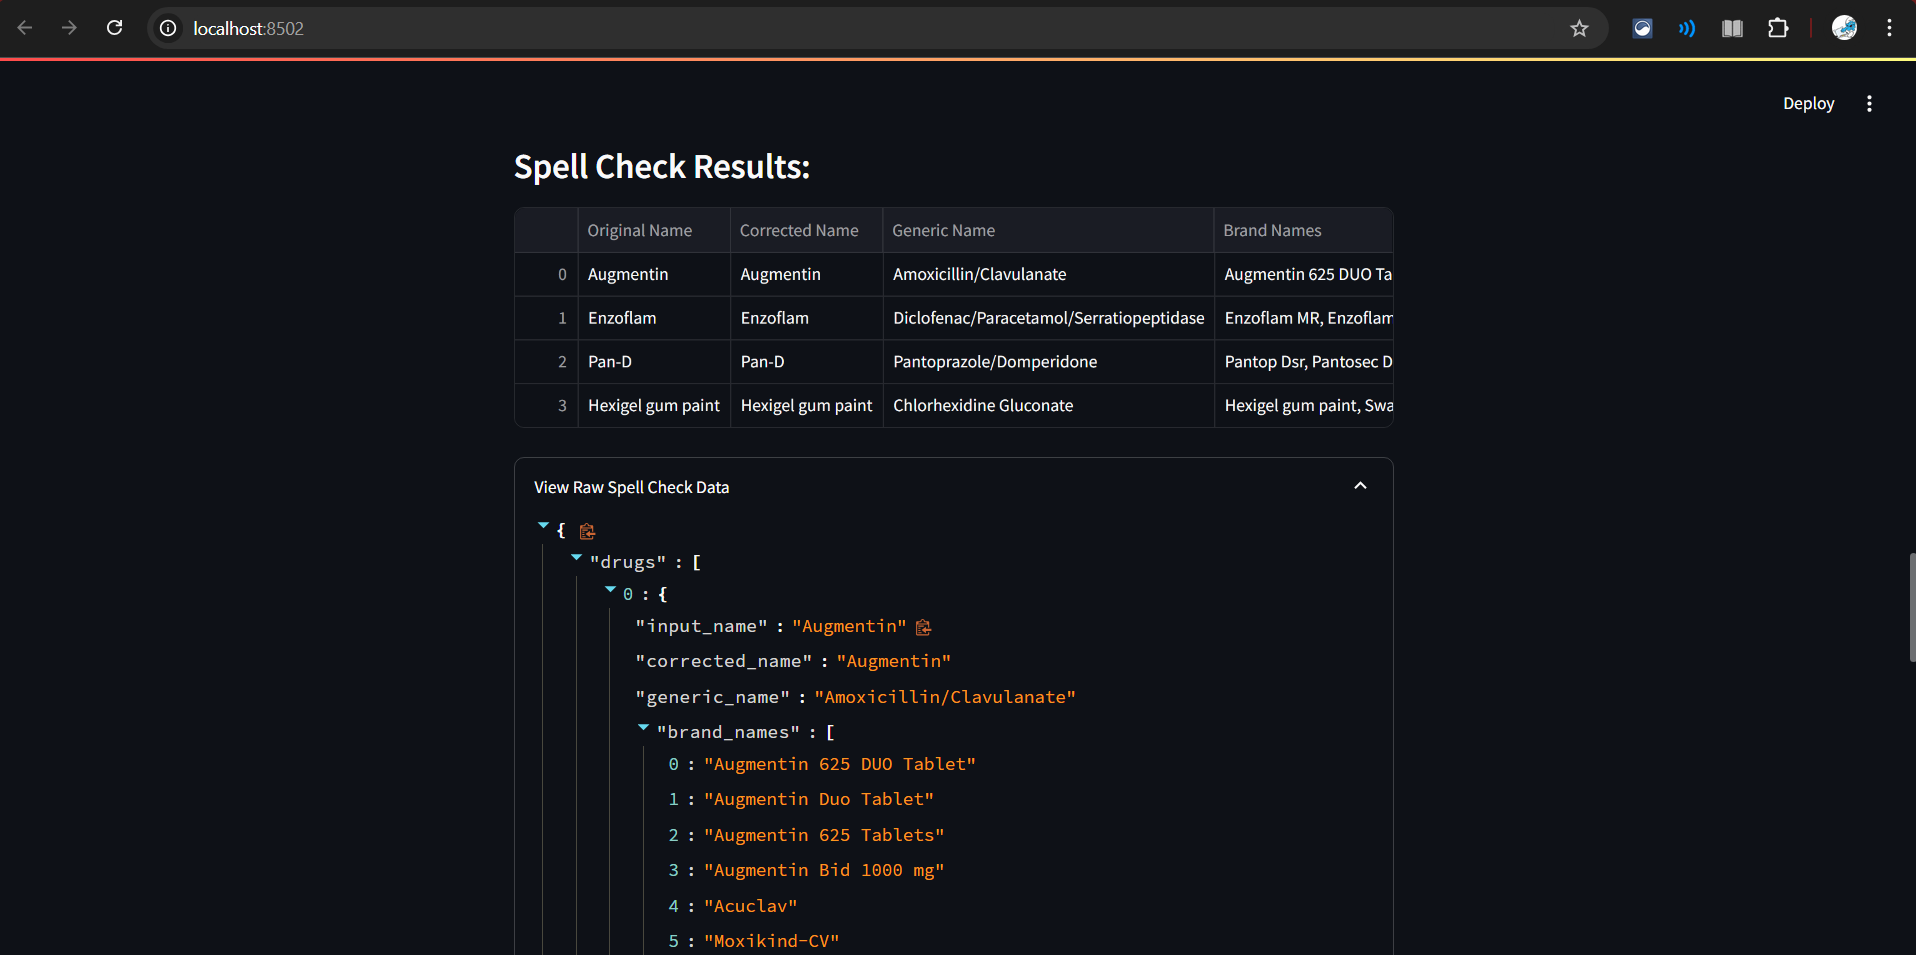 localhost:8502
Deploy
Spell Check Results:
Original Name Corrected Name Generic Name Brand Names
0 Augmentin Augmentin Amoxicillin/Clavulanate Augmentin 625 DUO Ta
1 Enzoflam Enzoflam Diclofenac/Paracetamol/Serratiopeptidase Enzoflam MR, Enzoflam
2 Pan-D Pan-D Pantoprazole/Domperidone Pantop Dsr, Pantosec D
3 Hexigel gum paint Hexigel gum paint Chlorhexidine Gluconate Hexigel gum paint, Swa
View Raw Spell Check Data
{
"drugs" : [
0 : {
"input_name" : "Augmentin"
"corrected_name" : "Augmentin"
"generic_name" : "Amoxicillin/Clavulanate"
"brand_names" : [
0 : "Augmentin 625 DUO Tablet"
1 : "Augmentin Duo Tablet"
2 : "Augmentin 625 Tablets"
3 : "Augmentin Bid 1000 mg"
4 : "Acuclav"
5 : "Moxikind-CV"